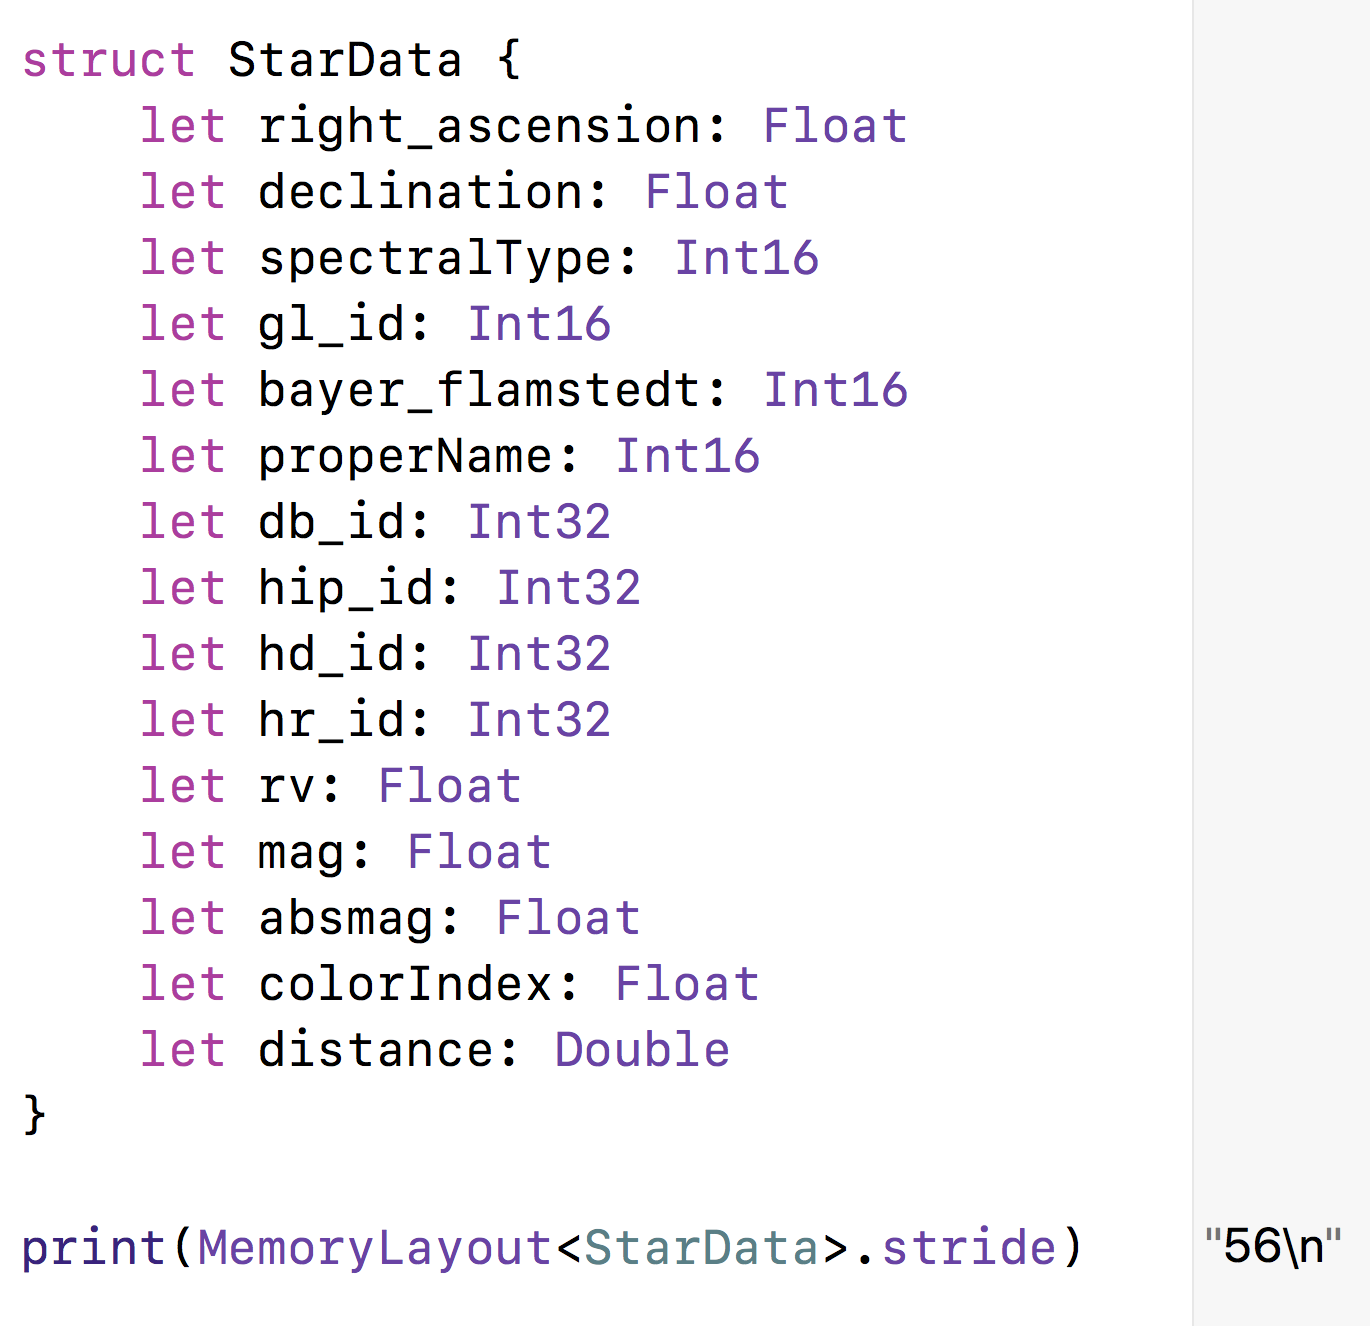 struct StarData {
    let right_ascension: Float
    let declination: Float
    let spectralType: Int16
    let gl_id: Int16
    let bayer_flamstedt: Int16
    let properName: Int16
    let db_id: Int32
    let hip_id: Int32
    let hd_id: Int32
    let hr_id: Int32
    let rv: Float
    let mag: Float
    let absmag: Float
    let colorIndex: Float
    let distance: Double
}
print(MemoryLayout<StarData>.stride) "56\n"